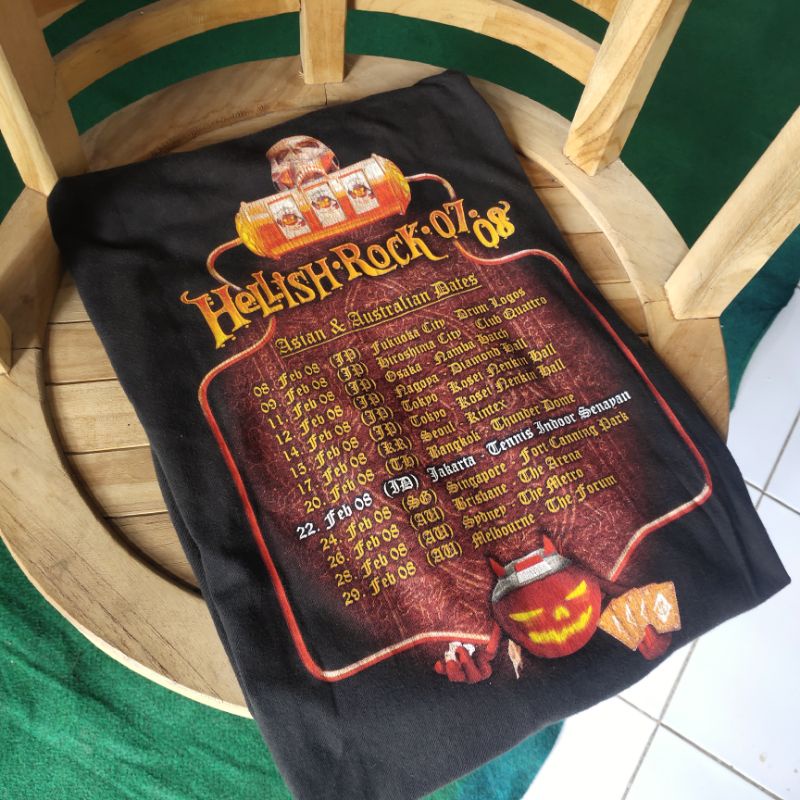 Hellish·Rock·07·08
Asian & Australian Dates
08. Feb 08 (JP) Fukuoka City - Drum Logos
09. Feb 08 (JP) Hiroshima City - Club Quattro
11. Feb 08 (JP) Osaka - Namba Hatch
12. Feb 08 (JP) Nagoya - Diamond Hall
14. Feb 08 (JP) Tokyo - Kosei Nenkin Hall
15. Feb 08 (JP) Tokyo - Kosei Nenkin Hall
17. Feb 08 (KR) Seoul - Kintex
20. Feb 08 (TH) Bangkok - Thunder Dome
22. Feb 08 (ID) Jakarta - Tennis Indoor Senayan
24. Feb 08 (SG) Singapore - Fort Canning Park
26. Feb 08 (AU) Brisbane - The Arena
28. Feb 08 (AU) Sydney - The Metro
29. Feb 08 (AU) Melbourne - The Forum